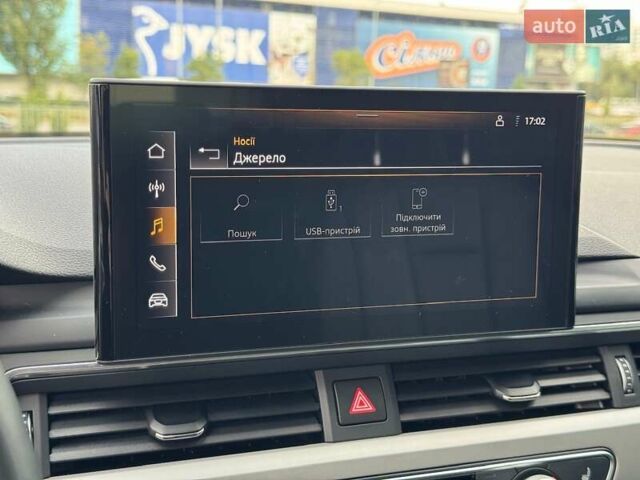 auto RIA
JYSK
Сільпо
17:02
Носії
Джерело
1
Пошук
USB-пристрій
Підключити
зовн. пристрій